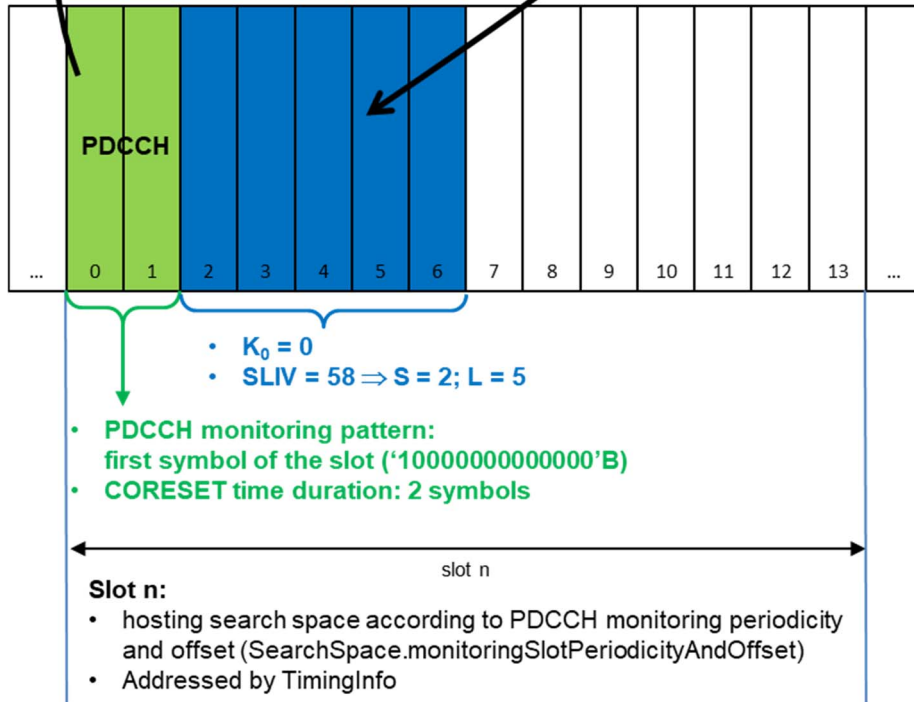 PDCCH
... 0 1 2 3 4 5 6 7 8 9 10 11 12 13 ...
• K₀ = 0
• SLIV = 58 ⇒ S = 2; L = 5
• PDCCH monitoring pattern:
first symbol of the slot (‘10000000000000’B)
• CORESET time duration: 2 symbols
slot n
Slot n:
• hosting search space according to PDCCH monitoring periodicity
and offset (SearchSpace.monitoringSlotPeriodicityAndOffset)
• Addressed by TimingInfo